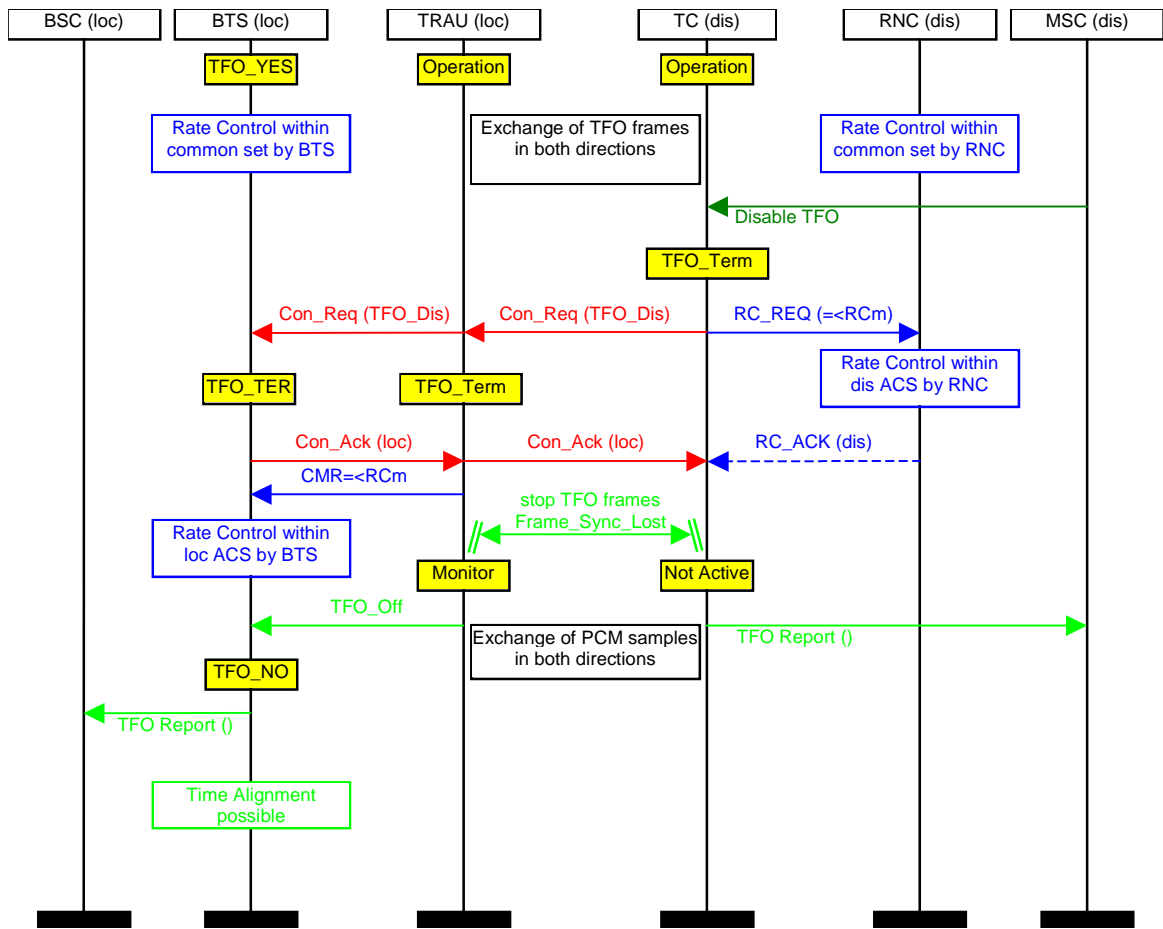 BSC (loc)
BTS (loc)
TRAU (loc)
TC (dis)
RNC (dis)
MSC (dis)
TFO_YES
Operation
Operation
Rate Control within
common set by BTS
Exchange of TFO frames
in both directions
Rate Control within
common set by RNC
Disable TFO
TFO_Term
Con_Req (TFO_Dis)
Con_Req (TFO_Dis)
RC_REQ (=<RCm)
Rate Control within
dis ACS by RNC
TFO_TER
TFO_Term
Con_Ack (loc)
Con_Ack (loc)
RC_ACK (dis)
CMR=<RCm
stop TFO frames
Frame_Sync_Lost
Rate Control within
loc ACS by BTS
Monitor
Not Active
TFO_Off
Exchange of PCM samples
in both directions
TFO Report ()
TFO_NO
TFO Report ()
Time Alignment
possible